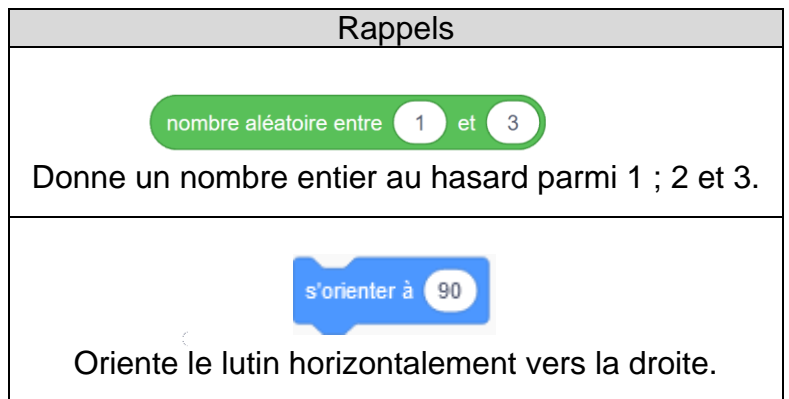 Rappels
nombre aléatoire entre 1 et 3
Donne un nombre entier au hasard parmi 1 ; 2 et 3.
s'orienter à 90
Oriente le lutin horizontalement vers la droite.